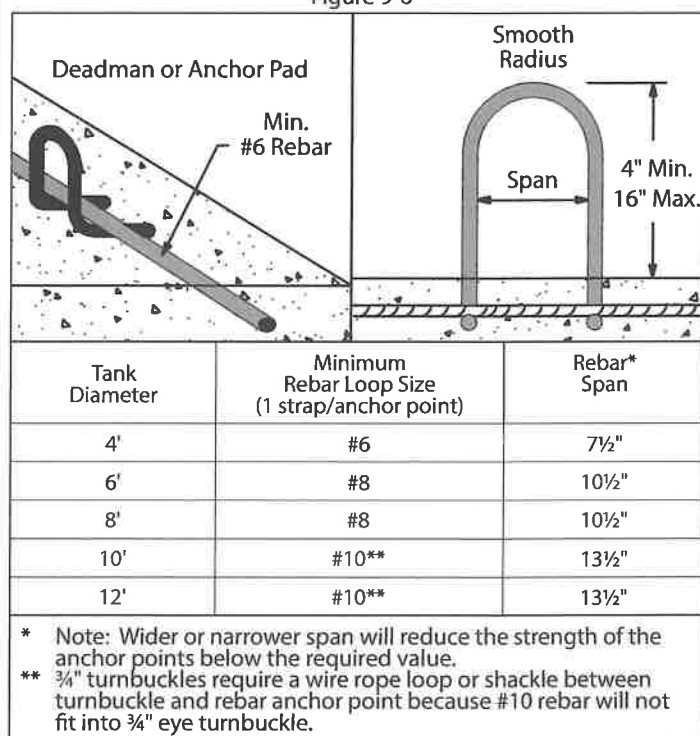 Deadman or Anchor Pad
Min.
#6 Rebar
Smooth
Radius
Span
4" Min.
16" Max.
Tank
Diameter
Minimum
Rebar Loop Size
(1 strap/anchor point)
Rebar*
Span
4' #6 7½"
6' #8 10½"
8' #8 10½"
10' #10** 13½"
12' #10** 13½"
* Note: Wider or narrower span will reduce the strength of the
anchor points below the required value.
** ¾" turnbuckles require a wire rope loop or shackle between
turnbuckle and rebar anchor point because #10 rebar will not
fit into ¾" eye turnbuckle.